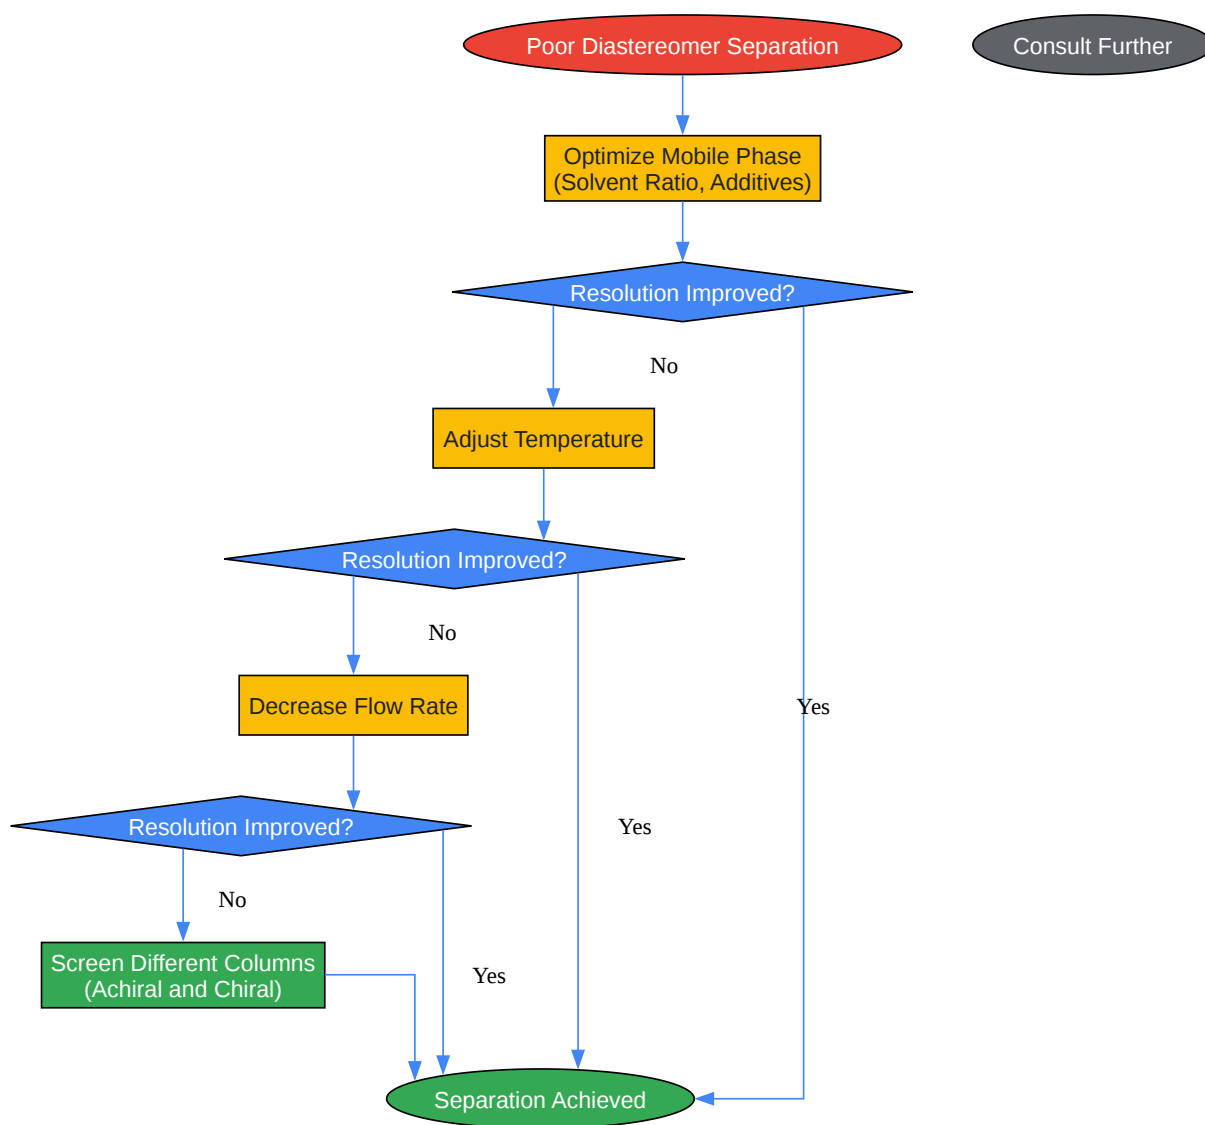 Poor Diastereomer Separation
Consult Further
Optimize Mobile Phase
(Solvent Ratio, Additives)
Resolution Improved?
No
Adjust Temperature
Resolution Improved?
No
Decrease Flow Rate
Yes
Resolution Improved?
Yes
No
Screen Different Columns
(Achiral and Chiral)
Yes
Separation Achieved